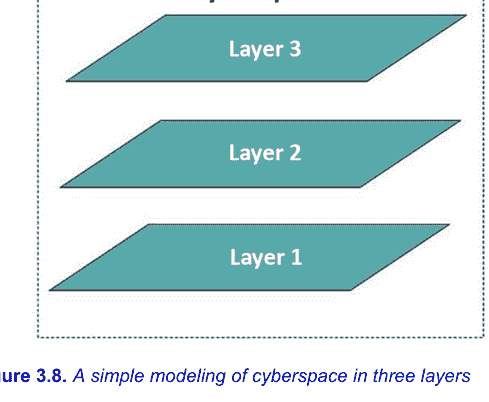 Layer 3
Layer 2
Layer 1
ure 3.8. A simple modeling of cyberspace in three layers